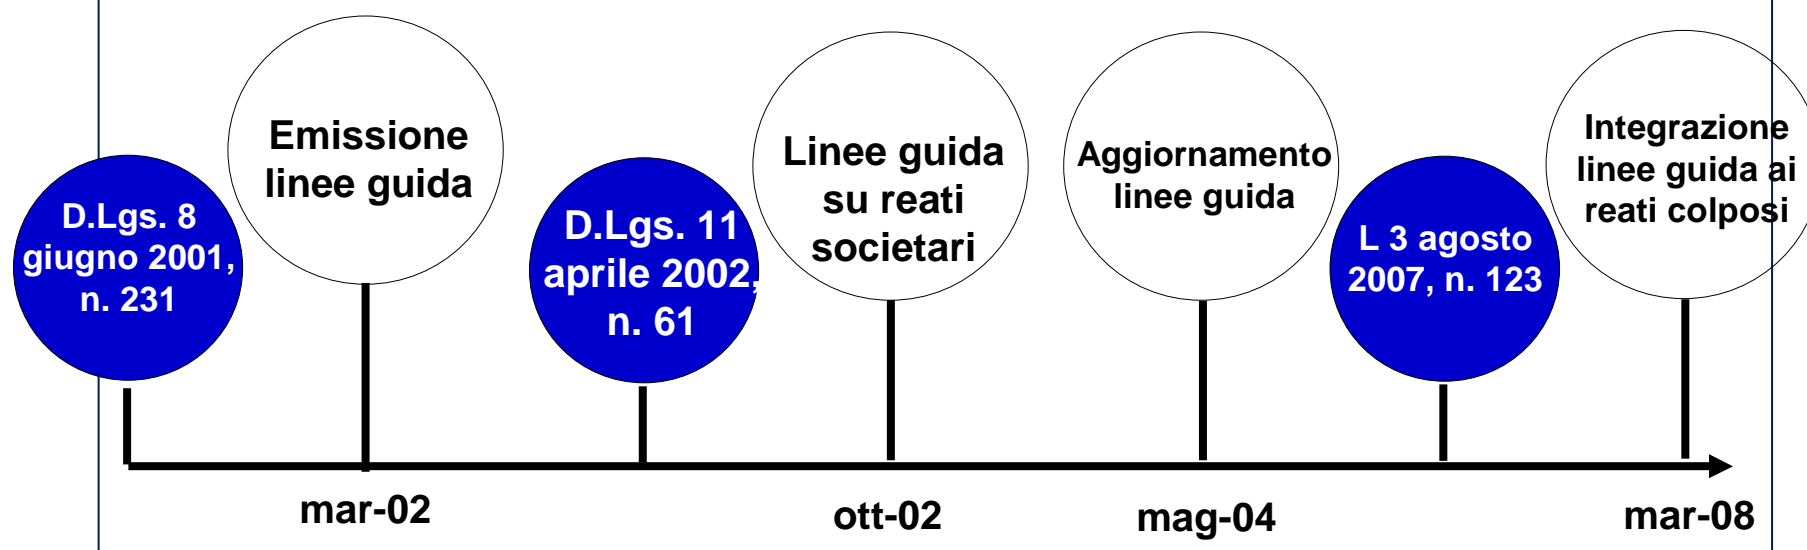 D.Lgs. 8
giugno 2001,
n. 231
Emissione
linee guida
D.Lgs. 11
aprile 2002,
n. 61
Linee guida
su reati
societari
Aggiornamento
linee guida
L 3 agosto
2007, n. 123
Integrazione
linee guida ai
reati colposi
mar-02
ott-02
mag-04
mar-08